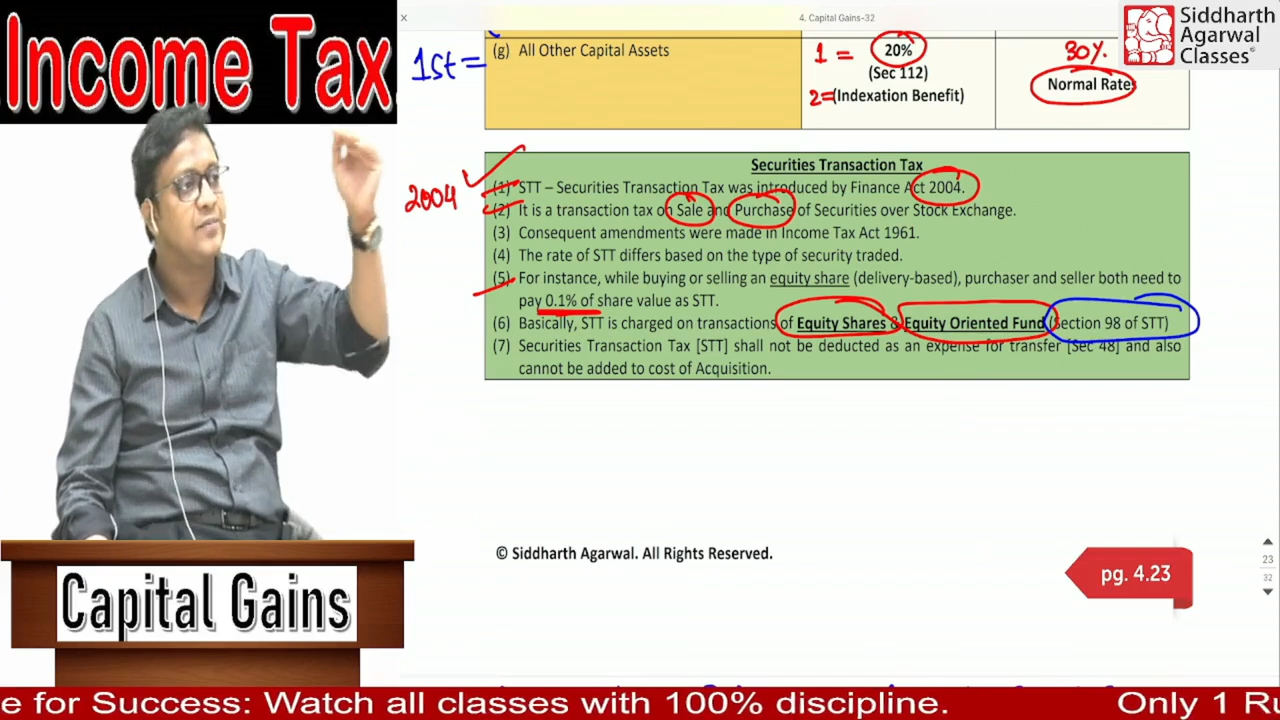 Income Tax
Capital Gains
×
4. Capital Gains-32
Siddharth
Agarwal
Classes
1st =
(g) All Other Capital Assets
1 =
20%
(Sec 112)
2=
(Indexation Benefit)
30%.
Normal Rates
Securities Transaction Tax
2004
(1) STT – Securities Transaction Tax was introduced by Finance Act 2004.
(2) It is a transaction tax on Sale and Purchase of Securities over Stock Exchange.
(3) Consequent amendments were made in Income Tax Act 1961.
(4) The rate of STT differs based on the type of security traded.
(5) For instance, while buying or selling an equity share (delivery-based), purchaser and seller both need to
pay 0.1% of share value as STT.
(6) Basically, STT is charged on transactions of Equity Shares & Equity Oriented Fund (Section 98 of STT)
(7) Securities Transaction Tax [STT] shall not be deducted as an expense for transfer [Sec 48] and also
cannot be added to cost of Acquisition.
© Siddharth Agarwal. All Rights Reserved.
pg. 4.23
23
32
e for Success: Watch all classes with 100% discipline. Only 1 Ru